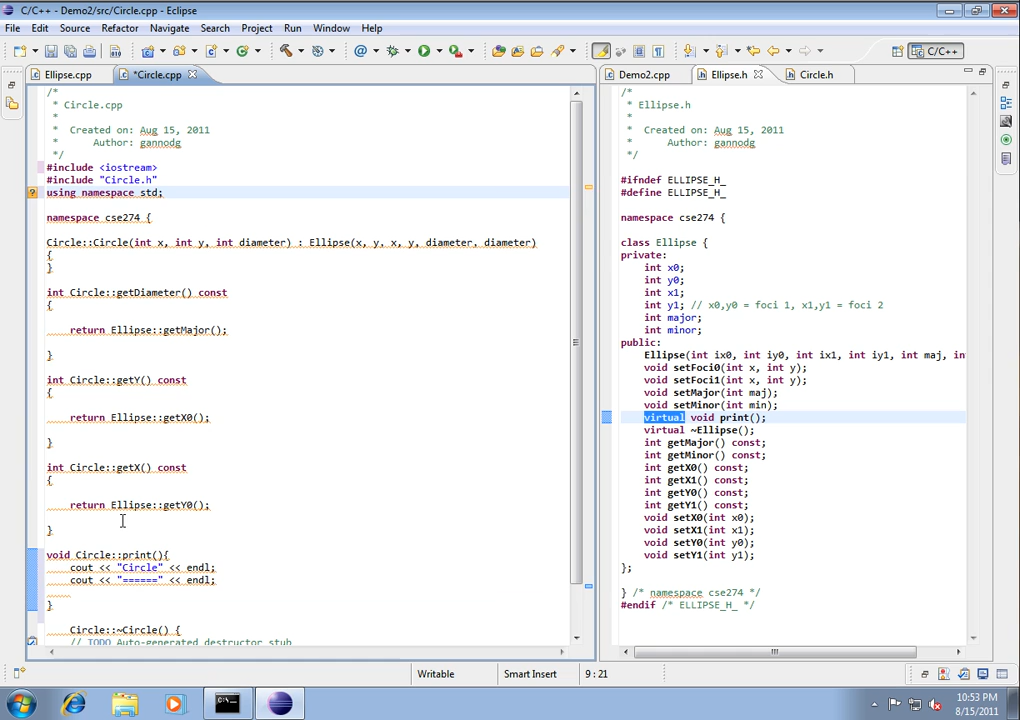 C/C++ - Demo2/src/Circle.cpp - Eclipse
File Edit Source Refactor Navigate Search Project Run Window Help
C/C++
Ellipse.cpp *Circle.cpp Demo2.cpp Ellipse.h Circle.h
/*
* Circle.cpp
*
* Created on: Aug 15, 2011
* Author: gannodg
*/
#include <iostream>
#include "Circle.h"
using namespace std;
namespace cse274 {
Circle::Circle(int x, int y, int diameter) : Ellipse(x, y, x, y, diameter, diameter)
{
}
int Circle::getDiameter() const
{
return Ellipse::getMajor();
}
int Circle::getY() const
{
return Ellipse::getX0();
}
int Circle::getX() const
{
return Ellipse::getY0();
}
void Circle::print(){
cout << "Circle" << endl;
cout << "======" << endl;
}
Circle::~Circle() {
// TODO Auto-generated destructor stub
/*
* Ellipse.h
*
* Created on: Aug 15, 2011
* Author: gannodg
*/
#ifndef ELLIPSE_H_
#define ELLIPSE_H_
namespace cse274 {
class Ellipse {
private:
int x0;
int y0;
int x1;
int y1; // x0,y0 = foci 1, x1,y1 = foci 2
int major;
int minor;
public:
Ellipse(int ix0, int iy0, int ix1, int iy1, int maj, in
void setFoci0(int x, int y);
void setFoci1(int x, int y);
void setMajor(int maj);
void setMinor(int min);
virtual void print();
virtual ~Ellipse();
int getMajor() const;
int getMinor() const;
int getX0() const;
int getX1() const;
int getY0() const;
int getY1() const;
void setX0(int x0);
void setX1(int x1);
void setY0(int y0);
void setY1(int y1);
};
} /* namespace cse274 */
#endif /* ELLIPSE_H_ */
Writable Smart Insert 9 : 21
10:53 PM
8/15/2011